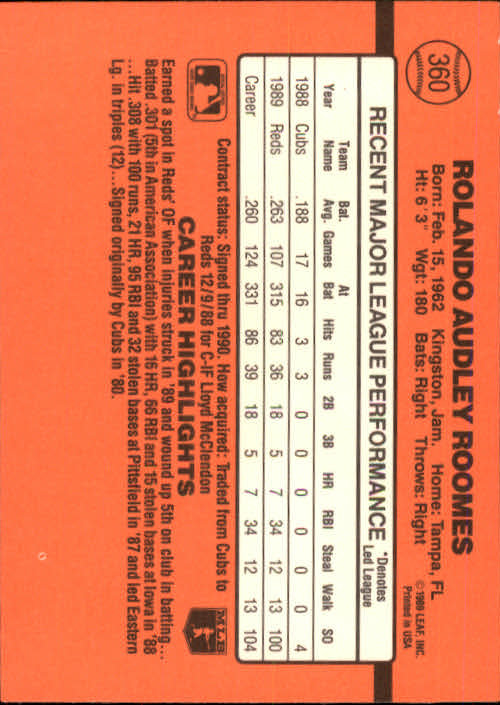 360
ROLANDO AUDLEY ROOMES
Born: Feb. 15, 1962 Kingston, Jam. Home: Tampa, FL
Ht: 6' 3" Wgt: 180 Bats: Right Throws: Right
© 1989 LEAF, INC.
Printed in USA
RECENT MAJOR LEAGUE PERFORMANCE *Denotes Led League
Year Team Name Bat. Avg. Games At Bat Hits Runs 2B 3B HR RBI Steal Walk SO
1988 Cubs .188 17 16 3 3 0 0 0 0 0 0 4
1989 Reds .263 107 315 83 36 18 5 7 34 12 13 100
Career .260 124 331 86 39 18 5 7 34 12 13 104
Contract status: Signed thru 1990. How acquired: Traded from Cubs to
Reds 12/9/88 for C-IF Lloyd McClendon
MLB
CAREER HIGHLIGHTS
Earned a spot in Reds' OF when injuries struck in '89 and wound up 5th on club in batting...
Batted .301 (5th in American Association) with 16 HR, 66 RBI and 15 stolen bases at Iowa in '88
...Hit .308 with 100 runs, 21 HR, 95 RBI and 32 stolen bases at Pittsfield in '87 and led Eastern
Lg. in triples (12)...Signed originally by Cubs in '80.